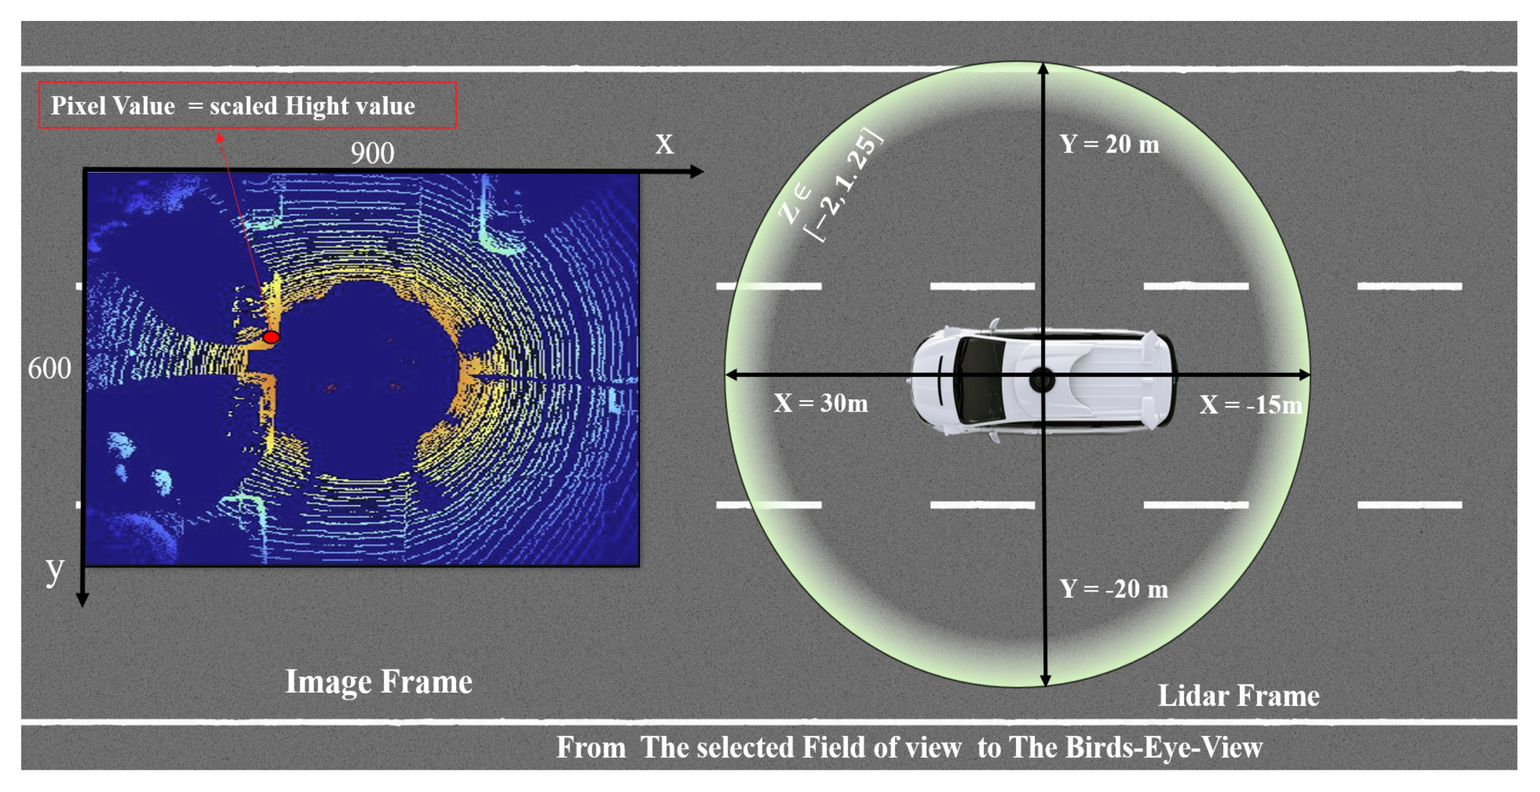 Pixel Value = scaled Hight value
900
X
600
y
Image Frame
Z ∈
[−2, 1.25]
Y = 20 m
X = 30m
X = -15m
Y = -20 m
Lidar Frame
From The selected Field of view to The Birds-Eye-View